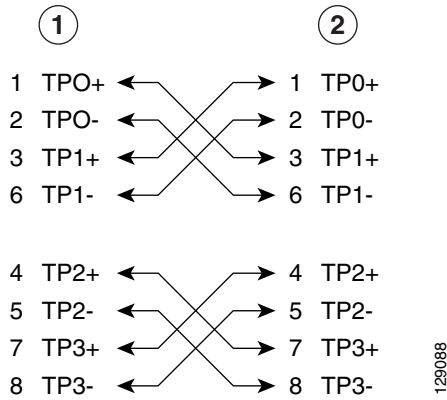 1 2
1 TPO+ 1 TP0+
2 TPO- 2 TP0-
3 TP1+ 3 TP1+
6 TP1- 6 TP1-
4 TP2+ 4 TP2+
5 TP2- 5 TP2-
7 TP3+ 7 TP3+
8 TP3- 8 TP3-
129088